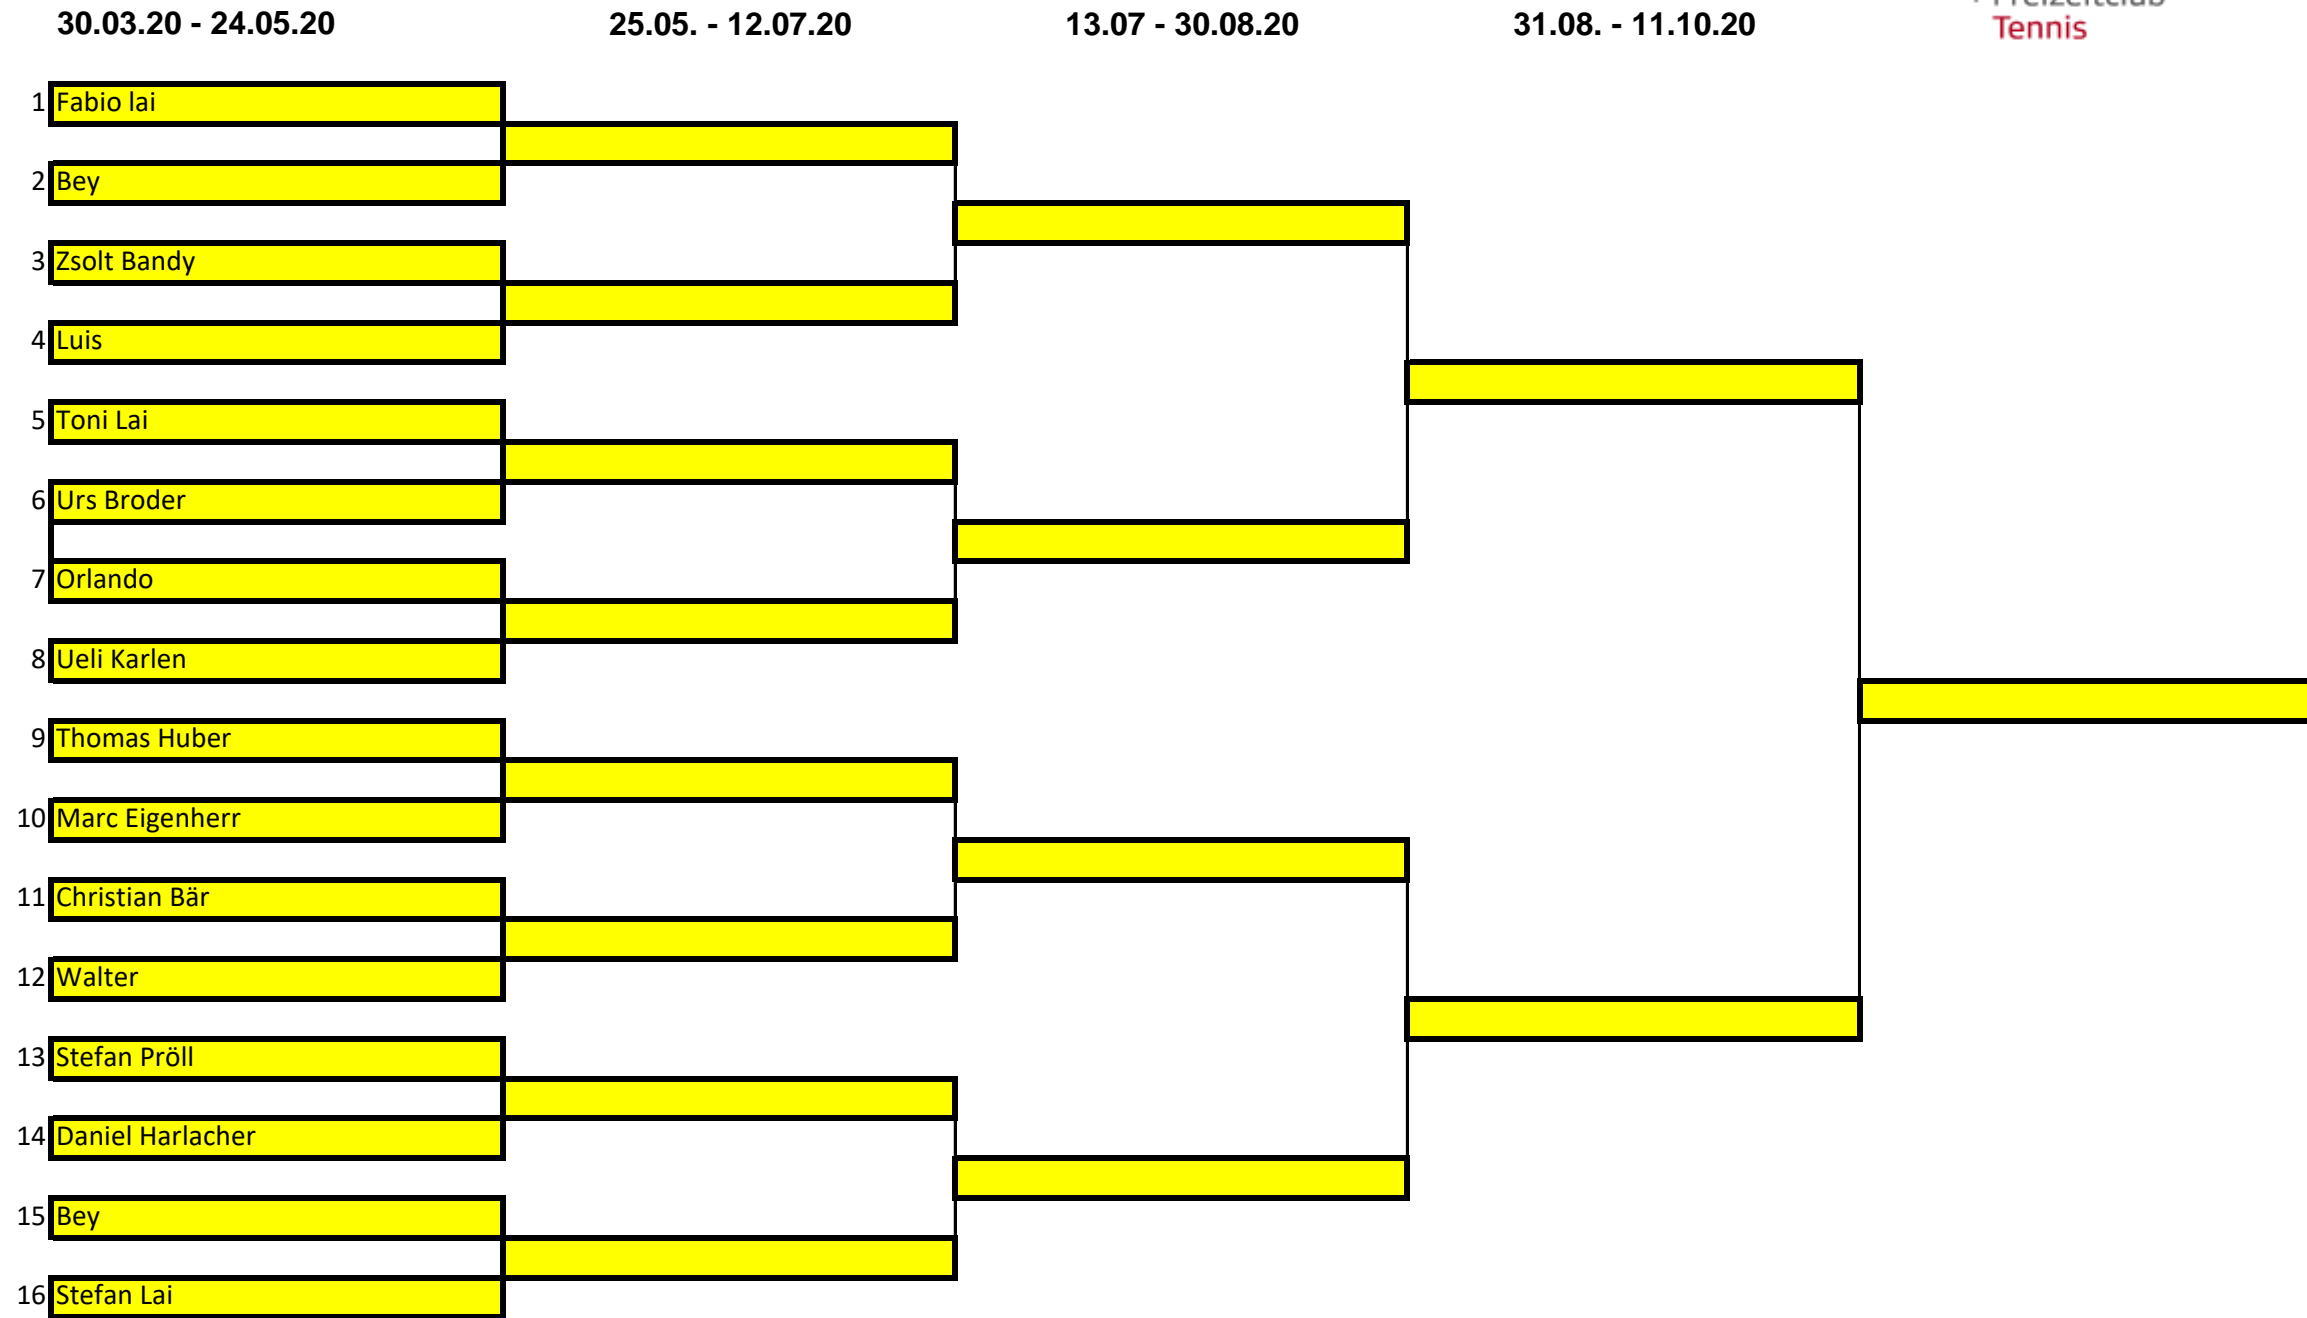 Freizeitclub
Tennis
30.03.20 - 24.05.20
25.05. - 12.07.20
13.07 - 30.08.20
31.08. - 11.10.20
1 Fabio lai
2 Bey
3 Zsolt Bandy
4 Luis
5 Toni Lai
6 Urs Broder
7 Orlando
8 Ueli Karlen
9 Thomas Huber
10 Marc Eigenherr
11 Christian Bär
12 Walter
13 Stefan Pröll
14 Daniel Harlacher
15 Bey
16 Stefan Lai